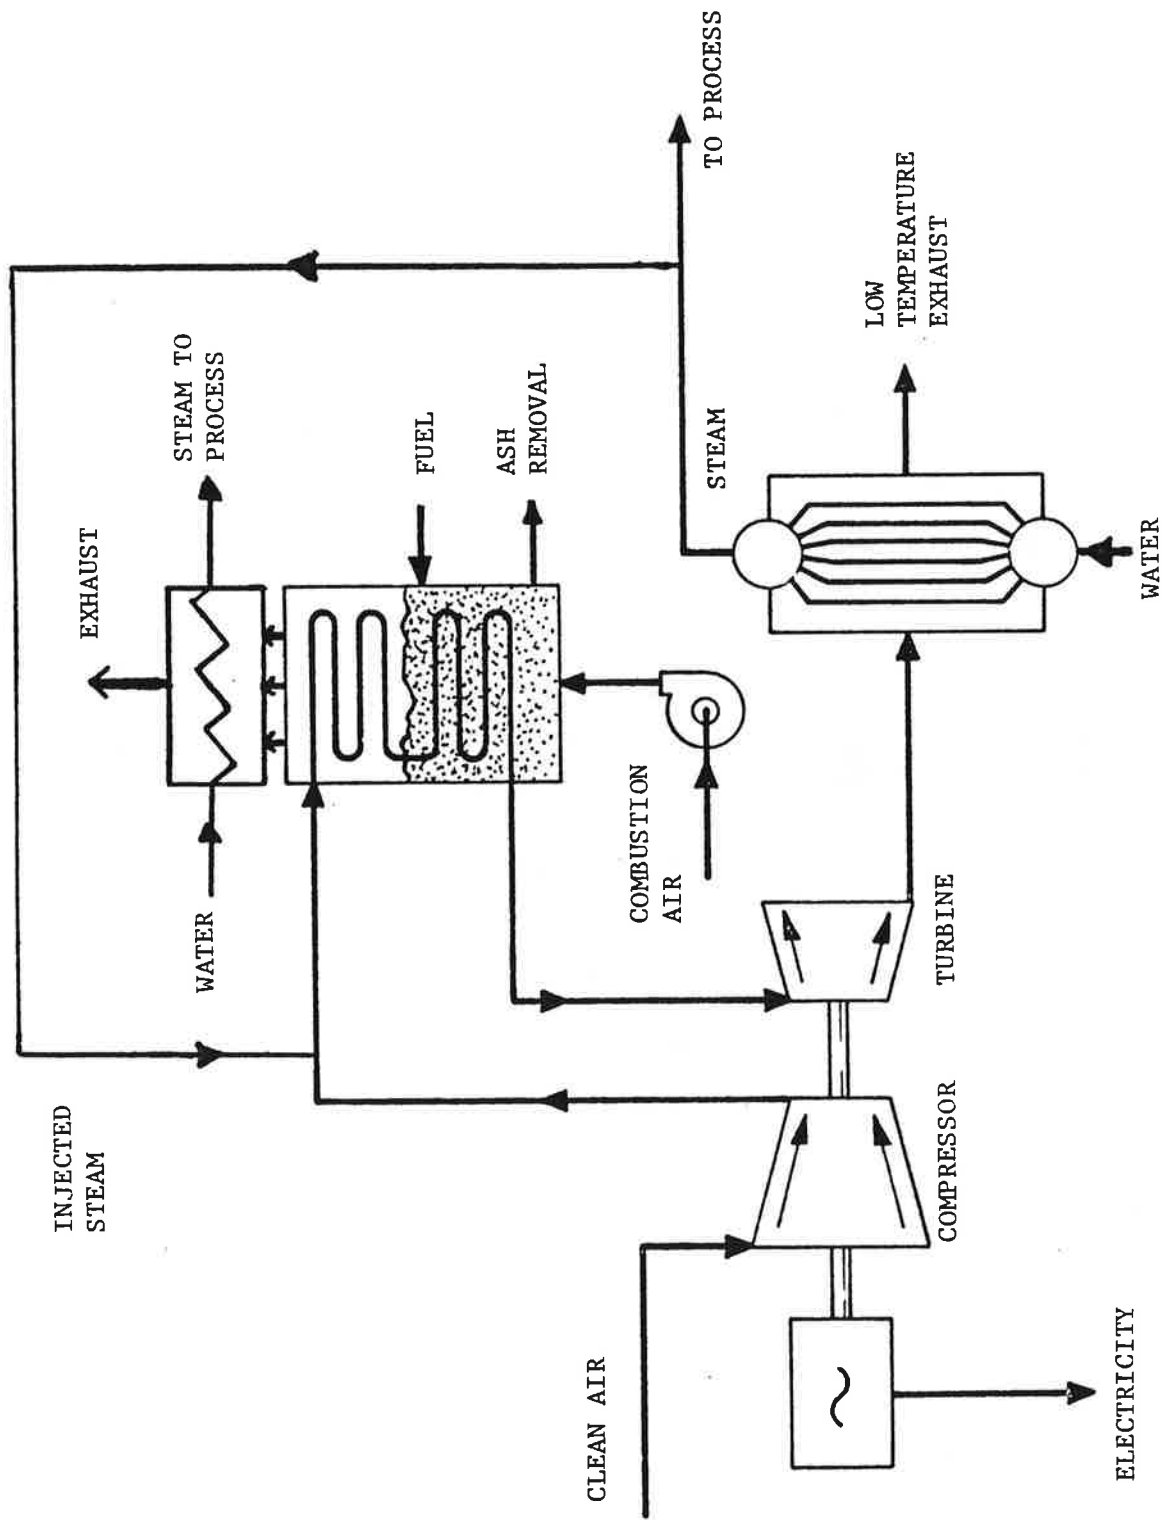 EXHAUST
STEAM TO
PROCESS
WATER
INJECTED
STEAM
FUEL
ASH
REMOVAL
COMBUSTION
AIR
CLEAN AIR
STEAM
TO PROCESS
LOW
TEMPERATURE
EXHAUST
COMPRESSOR
TURBINE
WATER
ELECTRICITY